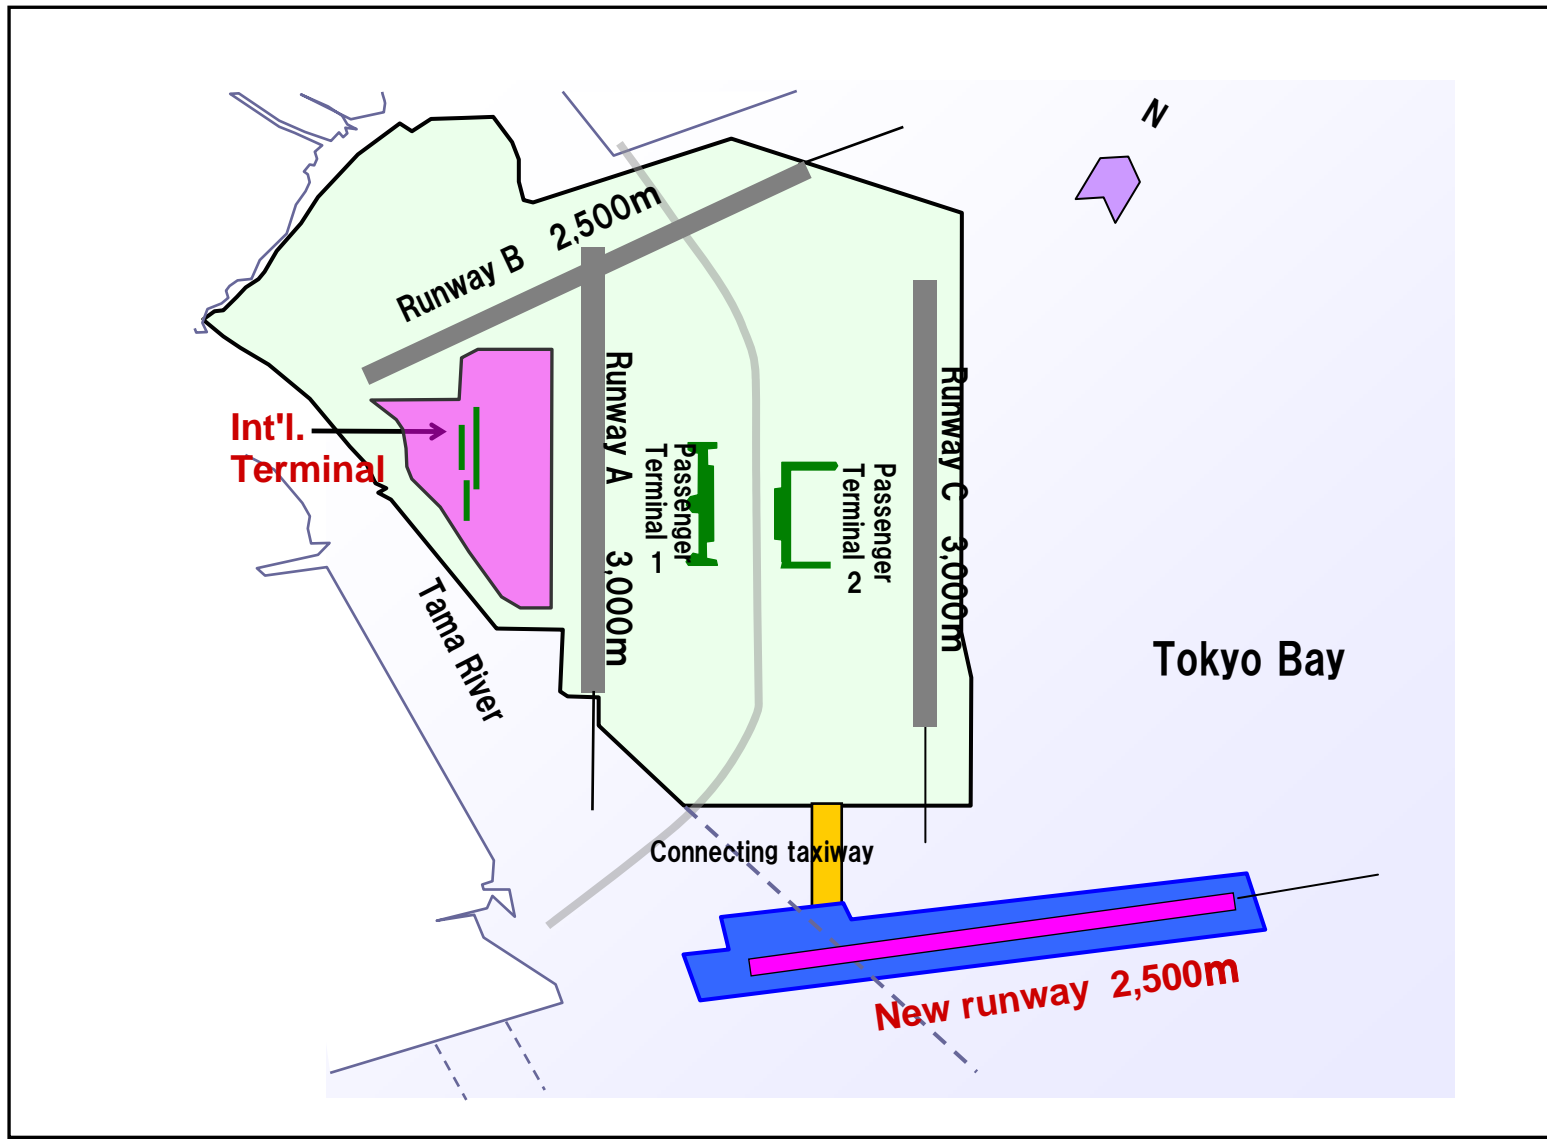 N
Runway B 2,500m
Int'l.
Terminal
Runway A 3,000m
Passenger
Terminal 1
Passenger
Terminal 2
Runway C 3,000m
Tama River
Tokyo Bay
Connecting taxiway
New runway 2,500m